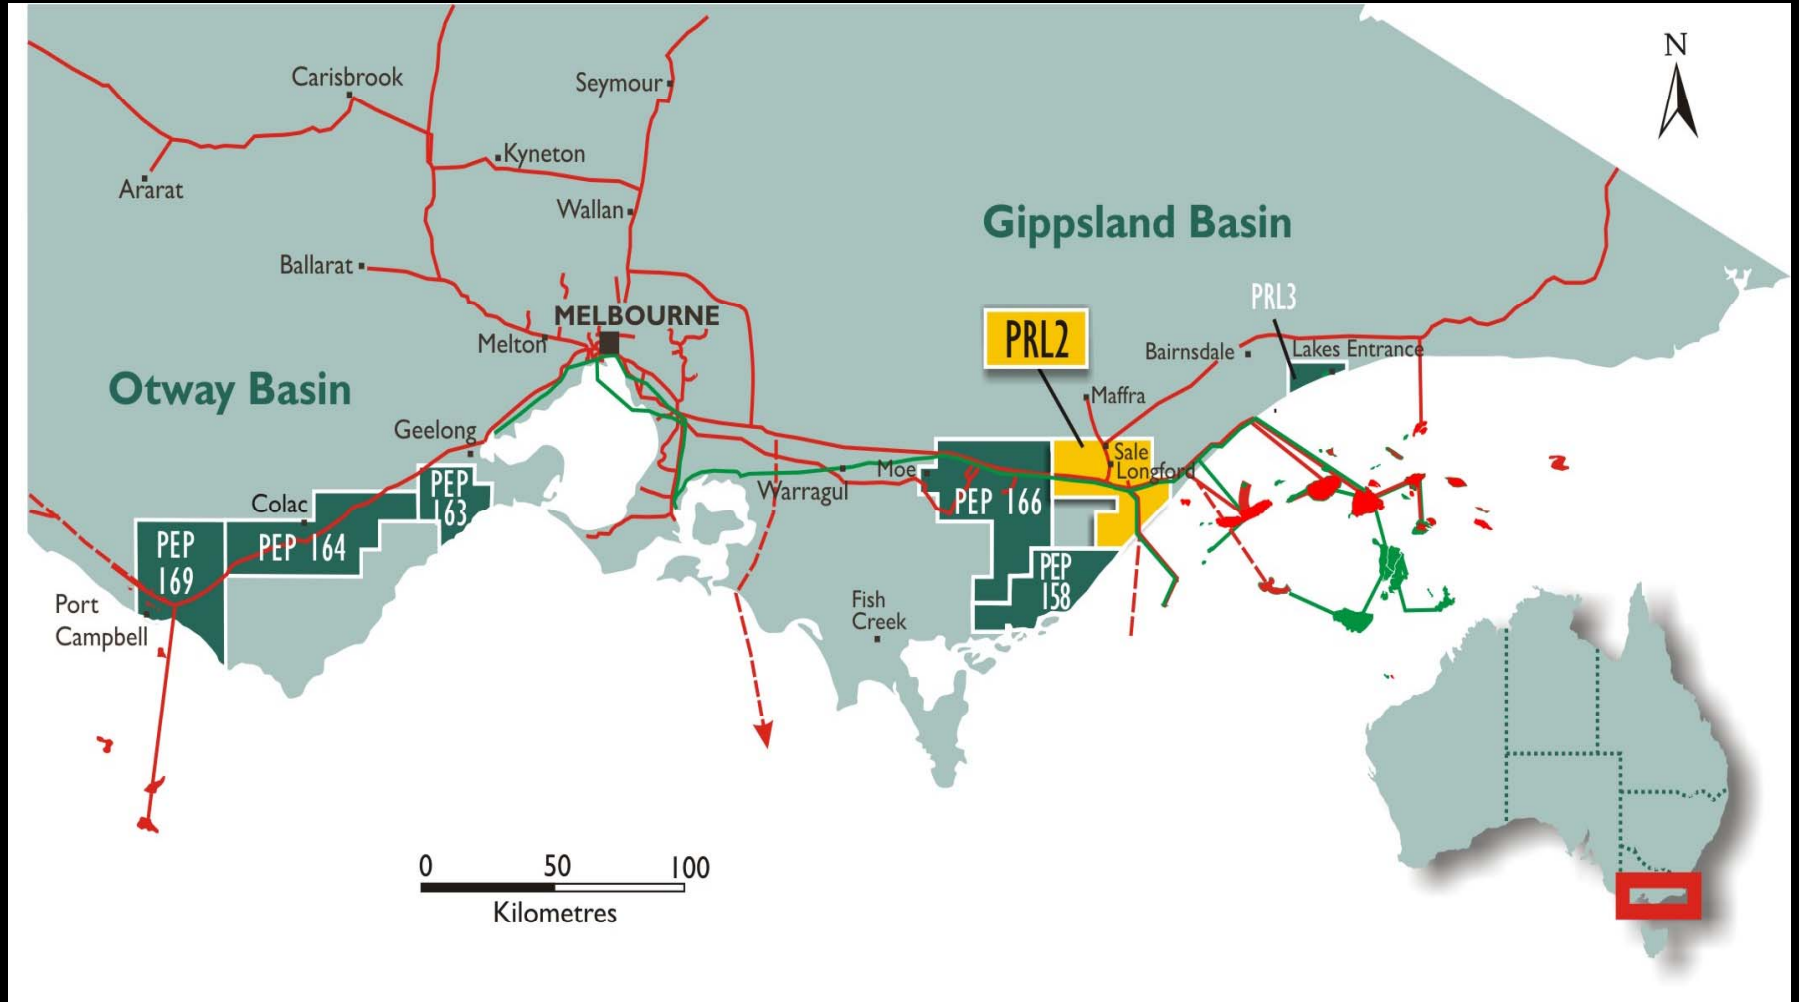 N
Carisbrook
Seymour
Kyneton
Ararat
Wallan
Gippsland Basin
Ballarat
PRL3
MELBOURNE
PRL2
Melton
Bairnsdale
Lakes Entrance
Otway Basin
Maffra
Geelong
Sale
Longford
Moe
PEP
163
Warragul
PEP 166
Colac
PEP
169
PEP 164
PEP
158
Port
Campbell
Fish
Creek
0 50 100
Kilometres